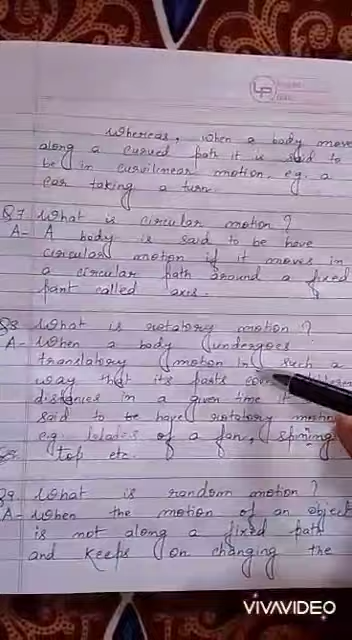 LP
Whereas, when a body move
along a curved path it is said to
be in curvilinear motion. eg. a
car taking a turn.
Q7 What is circular motion?
A- A body is said to be have
circular motion if it moves in
a circular path around a fixed
point called axis.
Q8 What is rotatory motion?
A- When a body undergoes
translatory motion in such a
way that its parts
distances in a given time it
said to be have rotatory motion
e.g. blades of a fan, spinning
top etc.
Q9. What is random motion?
A- When the motion of an object
is not along a fixed path
and keeps on changing the
VIVAVIDEO